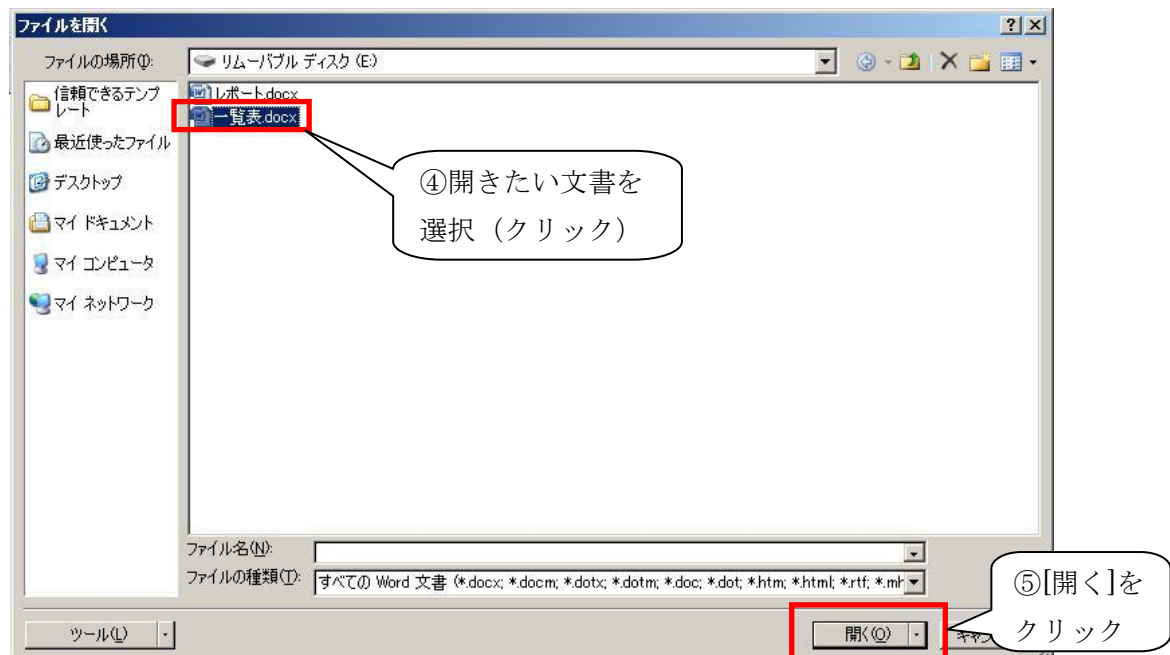 ファイルを開く
ファイルの場所(I):
リムーバブル ディスク (E:)
信頼できるテンプ
レート
最近使ったファイル
デスクトップ
マイ ドキュメント
マイ コンピュータ
マイ ネットワーク
レポート.docx
一覧表.docx
④開きたい文書を
選択（クリック）
ファイル名(N):
ファイルの種類(T):
すべての Word 文書 (*.docx; *.docm; *.dotx; *.dotm; *.doc; *.dot; *.htm; *.html; *.rtf;
ツール(L)
開く(O)
⑤[開く]を
クリック